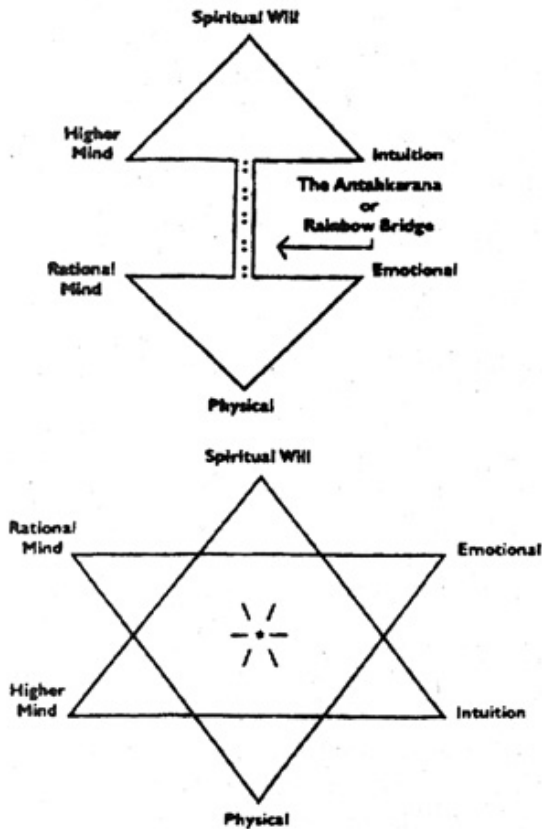 Spiritual Will
Higher
Mind
Intuition
The Antahkarana
or
Rainbow Bridge
Rational
Mind
Emotional
Physical
Spiritual Will
Rational
Mind
Emotional
Higher
Mind
Intuition
Physical